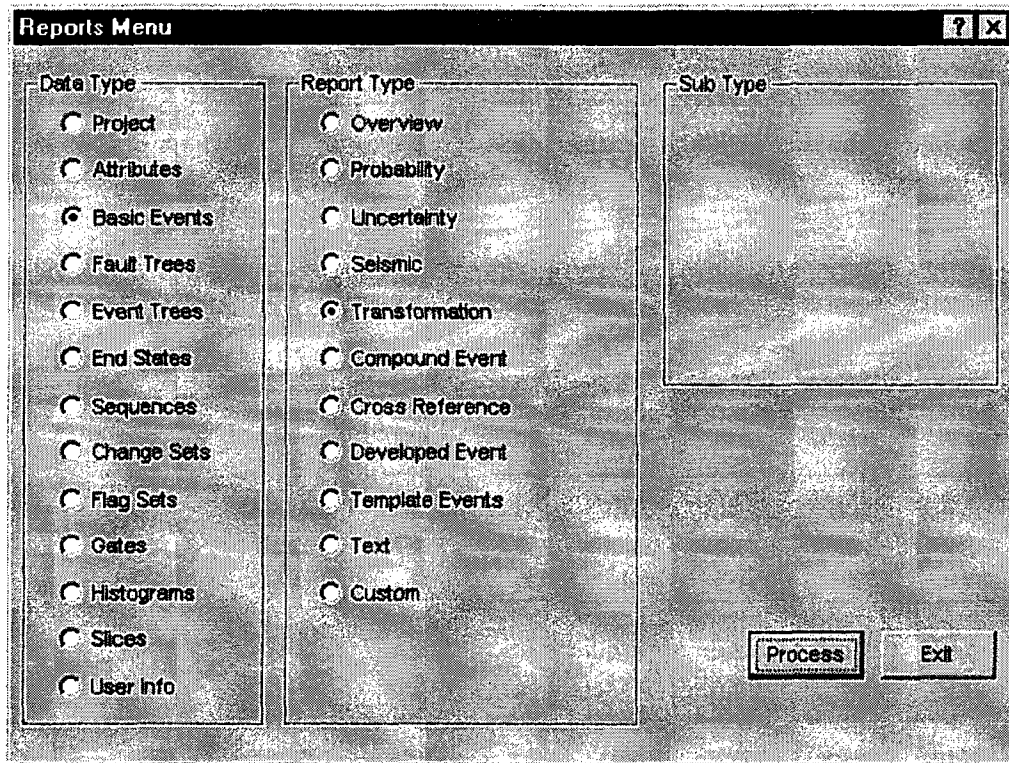 Reports Menu
Data Type
Project
Attributes
Basic Events
Fault Trees
Event Trees
End States
Sequences
Change Sets
Flag Sets
Gates
Histograms
Slices
User Info
Report Type
Overview
Probability
Uncertainty
Seismic
Transformation
Compound Event
Cross Reference
Developed Event
Template Events
Text
Custom
Sub Type
Process
Exit